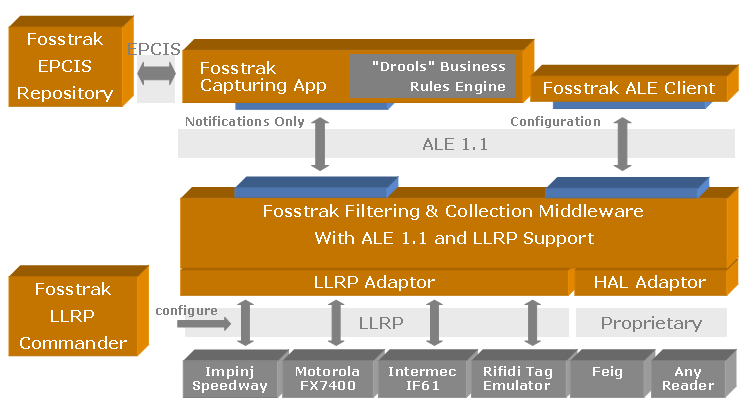 Fosstrak
EPCIS
Repository
EPCIS
Fosstrak
Capturing App
"Drools" Business
Rules Engine
Fosstrak ALE Client
Notifications Only
Configuration
ALE 1.1
Fosstrak Filtering & Collection Middleware
With ALE 1.1 and LLRP Support
LLRP Adaptor
HAL Adaptor
Fosstrak
LLRP
Commander
configure
LLRP
Proprietary
Impinj
Speedway
Motorola
FX7400
Intermec
IF61
Rifidi Tag
Emulator
Feig
Any
Reader